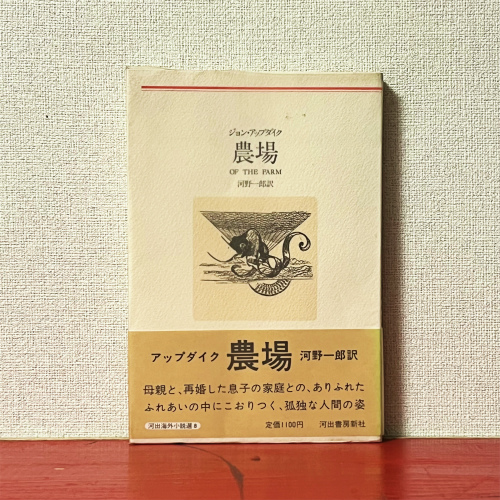 ジョン・アップダイク
農場
OF THE FARM
河野一郎訳
アップダイク 農場 河野一郎訳
母親と、再婚した息子の家庭との、ありふれた
ふれあいの中にこおりつく、孤独な人間の姿
河出海外小説選8 定価1100円 河出書房新社